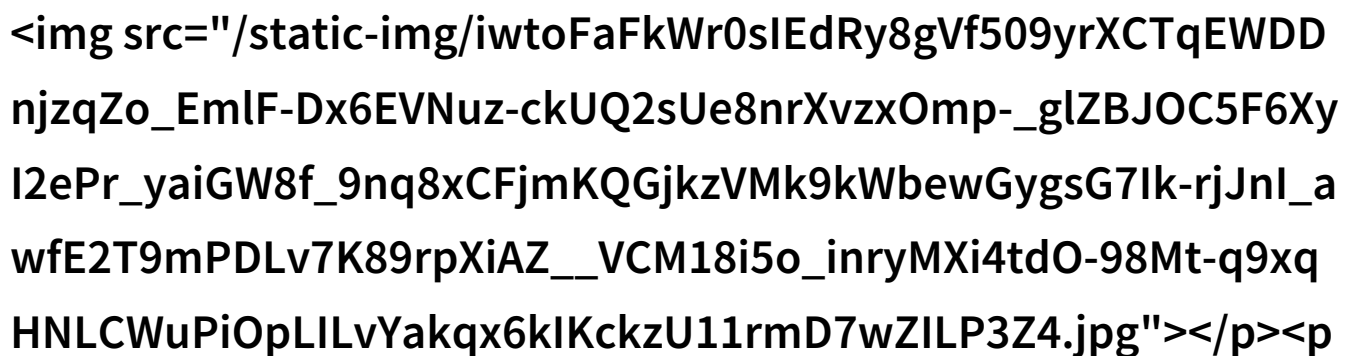 <img src="/static-img/iwtoFaFkWr0sIEdRy8gVf509yrXCTqEWDD
njzqZo_EmlF-Dx6EVNuz-ckUQ2sUe8nrXvzxOmp-_glZBJOC5F6Xy
I2ePr_yaiGW8f_9nq8xCFjmKQGjkzVMk9kWbewGygsG7Ik-rjJnI_a
wfE2T9mPDLv7K89rpXiAZ__VCM18i5o_inryMXi4tdO-98Mt-q9xq
HNLCWuPiOpLILvYakqx6kIKckzU11rmD7wZILP3Z4.jpg"></p><p